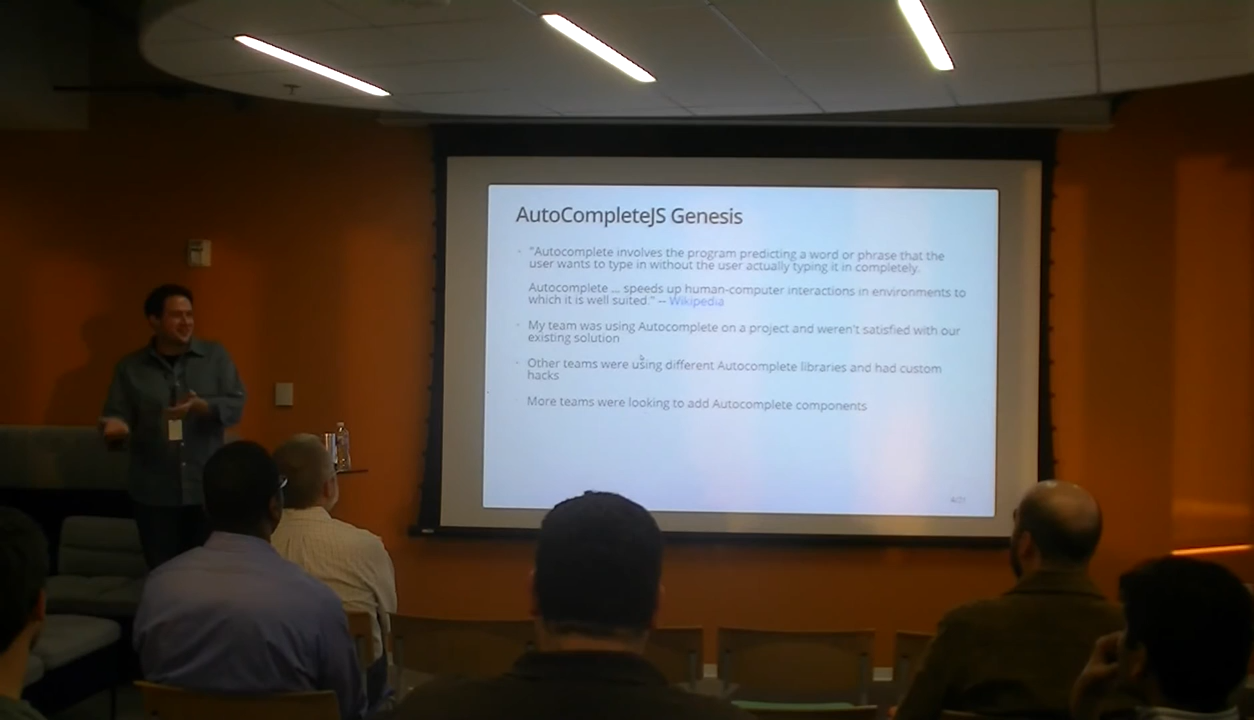 AutoCompleteJS Genesis
"Autocomplete involves the program predicting a word or phrase that the
user wants to type in without the user actually typing it in completely.
Autocomplete ... speeds up human-computer interactions in environments to
which it is well suited." -- Wikipedia
My team was using Autocomplete on a project and weren't satisfied with our
existing solution
Other teams were using different Autocomplete libraries and had custom
hacks
More teams were looking to add Autocomplete components